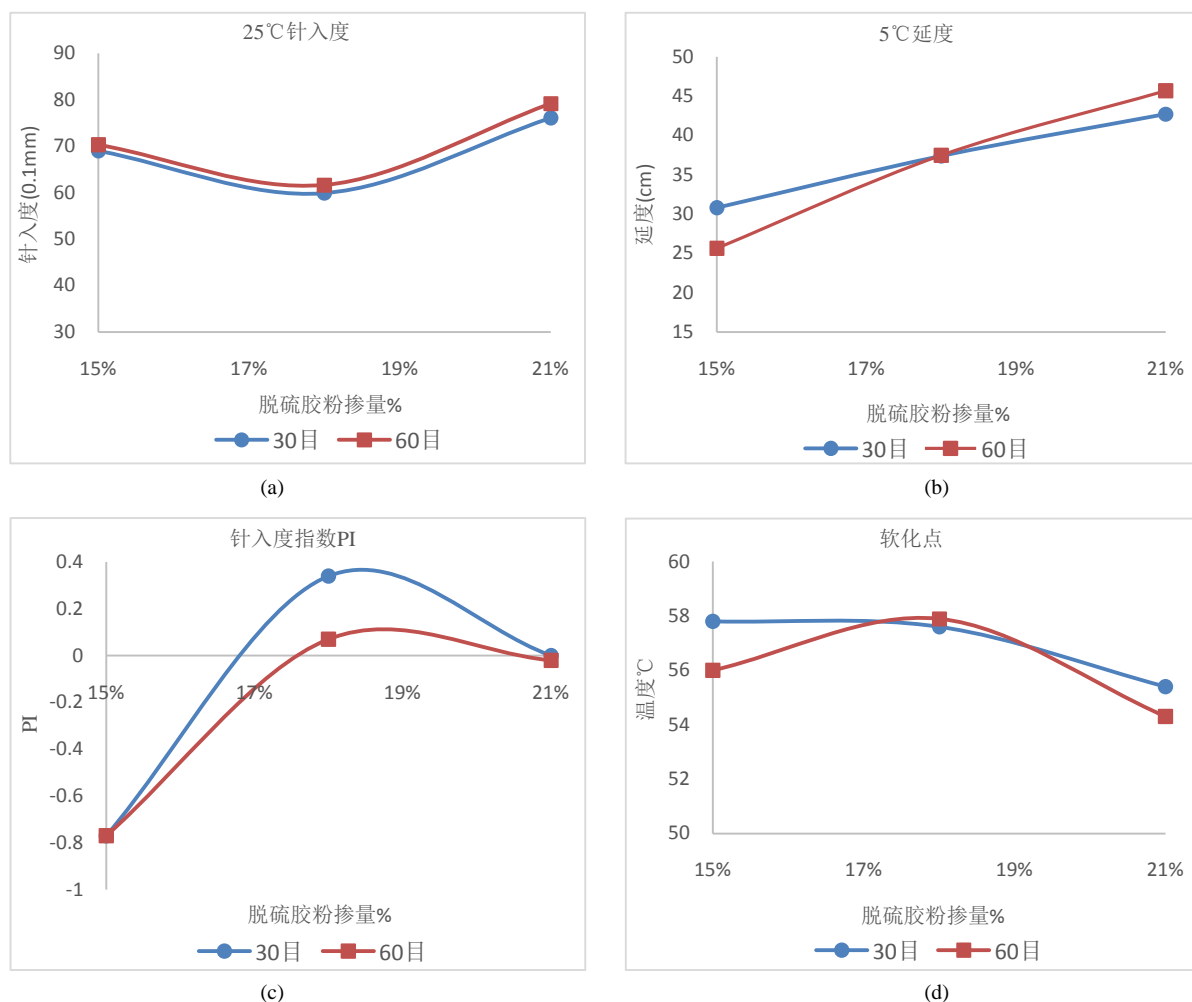 25℃针入度
90
80
70
60
50
40
30
针入度(0.1mm)
15%
17%
19%
21%
脱硫胶粉掺量%
30目
60目
(a)
5℃延度
50
45
40
35
30
25
20
15
延度(cm)
15%
17%
19%
21%
脱硫胶粉掺量%
30目
60目
(b)
针入度指数PI
0.4
0.2
0
-0.2
-0.4
-0.6
-0.8
-1
PI
15%
17%
19%
21%
脱硫胶粉掺量%
30目
60目
(c)
软化点
60
58
56
54
52
50
温度℃
15%
17%
19%
21%
脱硫胶粉掺量%
30目
60目
(d)